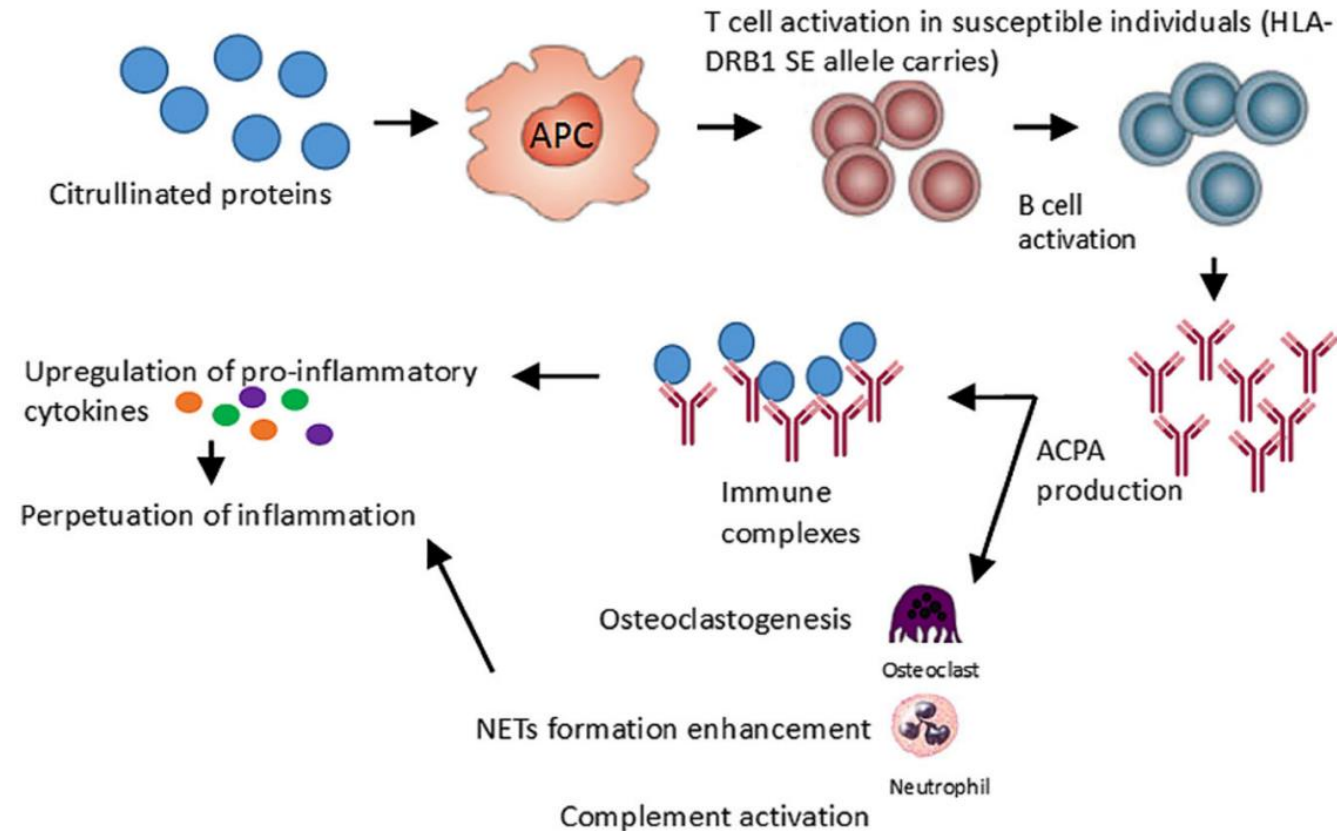 T cell activation in susceptible individuals (HLA-
DRB1 SE allele carries)
APC
Citrullinated proteins
B cell
activation
Upregulation of pro-inflammatory
cytokines
Perpetuation of inflammation
Immune
complexes
ACPA
production
Osteoclastogenesis
Osteoclast
NETs formation enhancement
Neutrophil
Complement activation